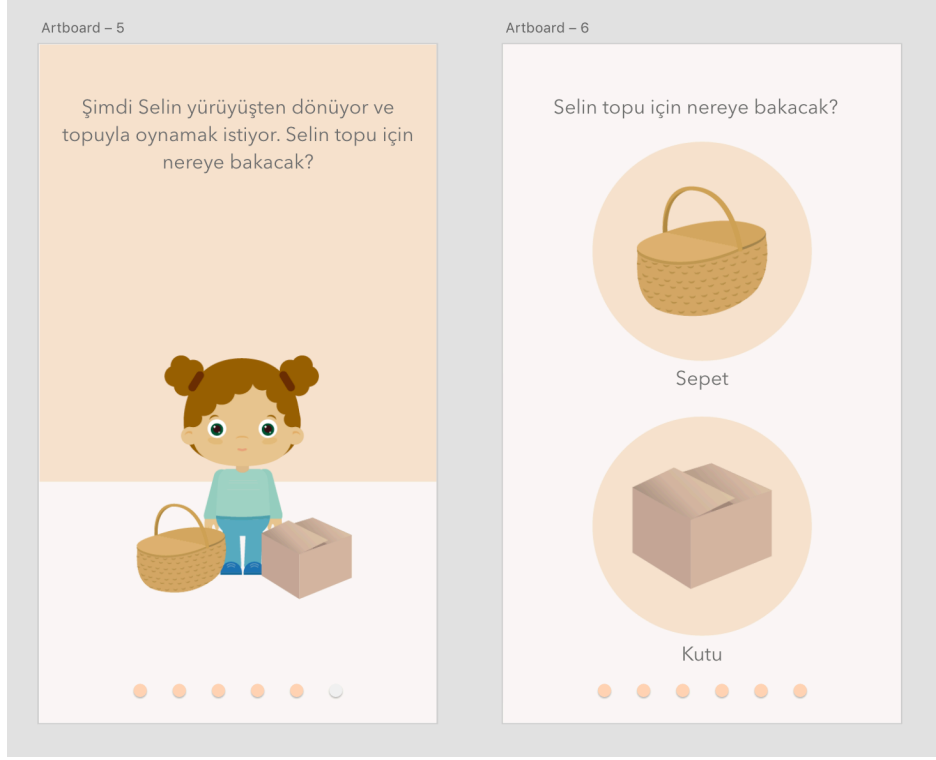 Artboard – 5
Şimdi Selin yürüyüşten dönüyor ve
topuyla oynamak istiyor. Selin topu için
nereye bakacak?
Artboard – 6
Selin topu için nereye bakacak?
Sepet
Kutu